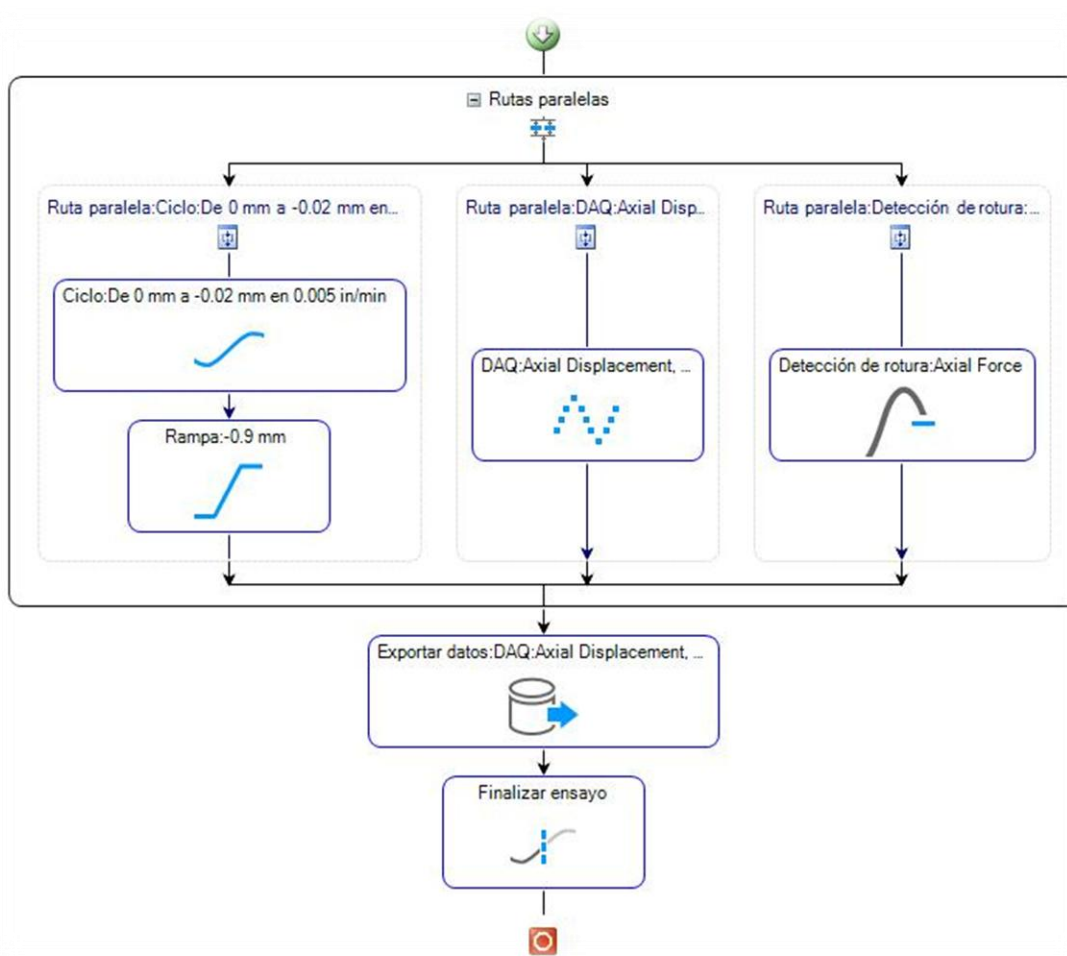 Rutas paralelas
Ruta paralela:Ciclo:De 0 mm a -0.02 mm en...
Ruta paralela:DAQ:Axial Disp...
Ruta paralela:Detección de rotura:...
Ciclo:De 0 mm a -0.02 mm en 0.005 in/min
DAQ:Axial Displacement, ...
Detección de rotura:Axial Force
Rampa:-0.9 mm
Exportar datos:DAQ:Axial Displacement, ...
Finalizar ensayo